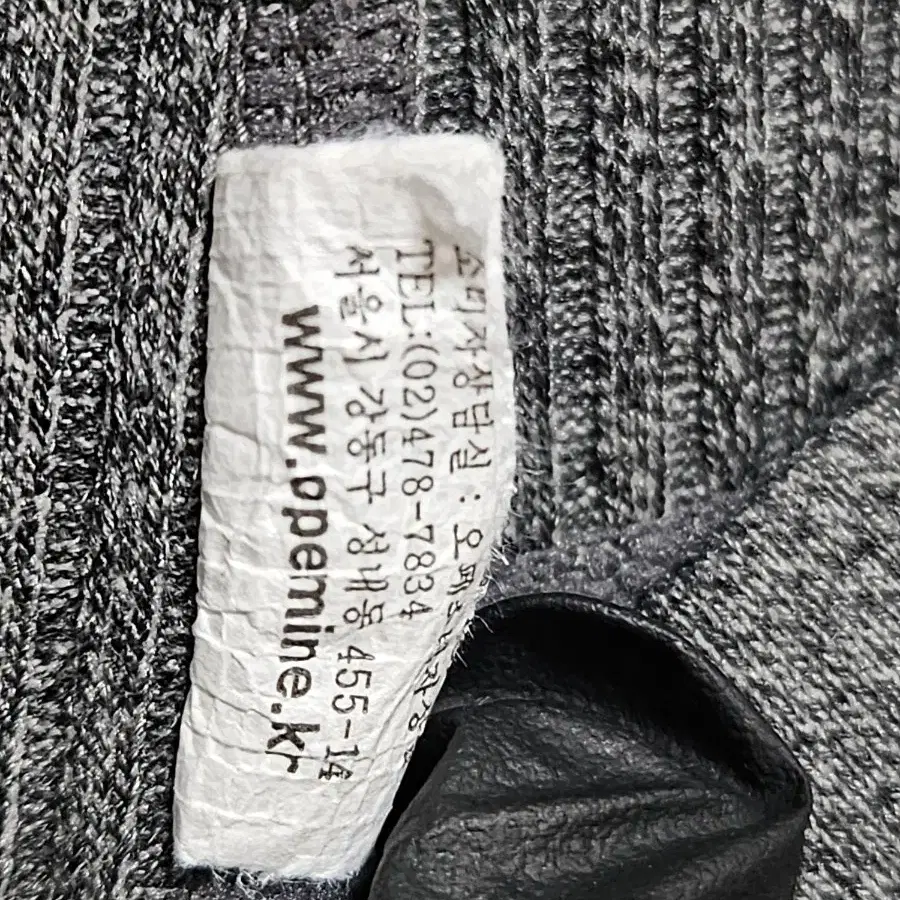 소비자상담실 : 오페
TEL:(02)478-7834
서울시 강동구 성내동 455-14
www.opemine.kr